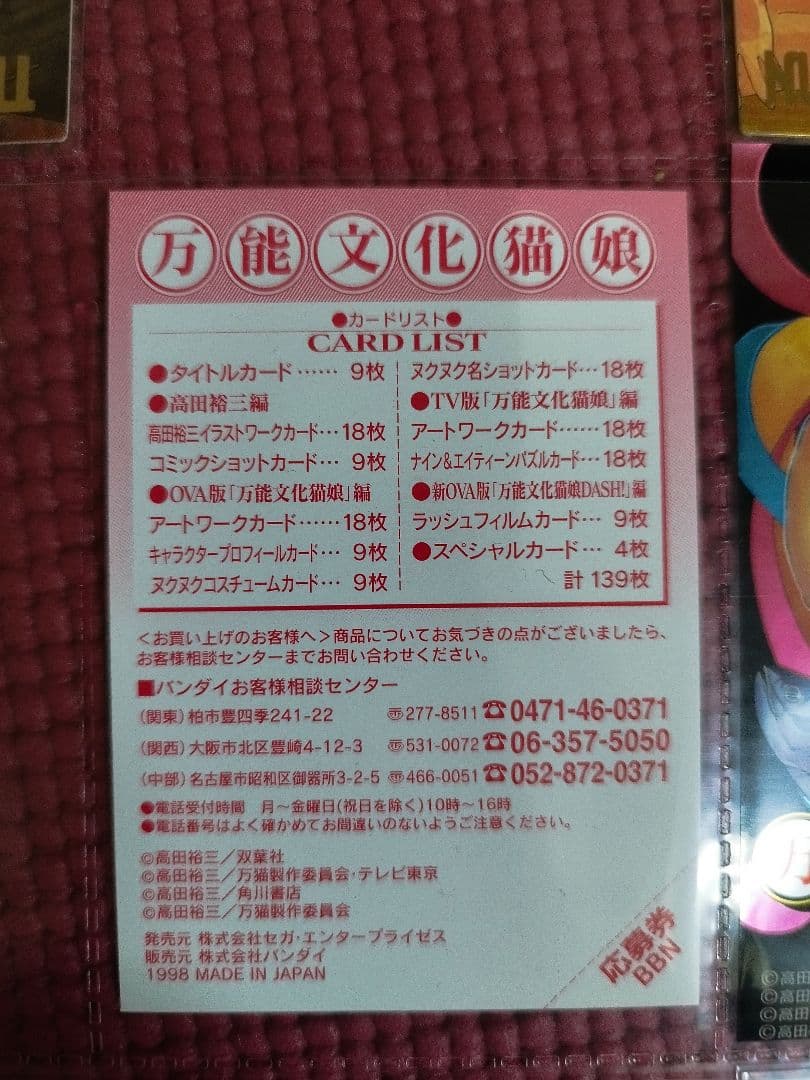 万能文化猫娘
●カードリスト●
CARD LIST
●タイトルカード…… 9枚
●高田裕三編
高田裕三イラストワークカード…18枚
コミックショットカード… 9枚
●OVA版「万能文化猫娘」編
アートワークカード……18枚
キャラクタープロフィールカード… 9枚
ヌクヌクコスチュームカード… 9枚
ヌクヌク名ショットカード…18枚
●TV版「万能文化猫娘」編
アートワークカード……18枚
ナイン&エイティーンパズルカード…18枚
●新OVA版「万能文化猫娘DASH!」編
ラッシュフィルムカード… 9枚
●スペシャルカード… 4枚
計 139枚
<お買い上げのお客様へ>商品についてお気づきの点がございましたら、
お客様相談センターまでお問い合わせください。
■バンダイお客様相談センター
(関東)柏市豊四季241-22 〠277-8511☎0471-46-0371
(関西)大阪市北区豊崎4-12-3 〠531-0072☎06-357-5050
(中部)名古屋市昭和区御器所3-2-5 〠466-0051☎052-872-0371
●電話受付時間 月～金曜日(祝日を除く)10時～16時
●電話番号はよく確かめてお間違いのないようご注意ください。
©高田裕三／双葉社
©高田裕三／万猫製作委員会・テレビ東京
©高田裕三／角川書店
©高田裕三／万猫製作委員会
発売元 株式会社セガ・エンタープライゼス
販売元 株式会社バンダイ
1998 MADE IN JAPAN
応募券
BBN
©高田
©高田
©高田
©高田